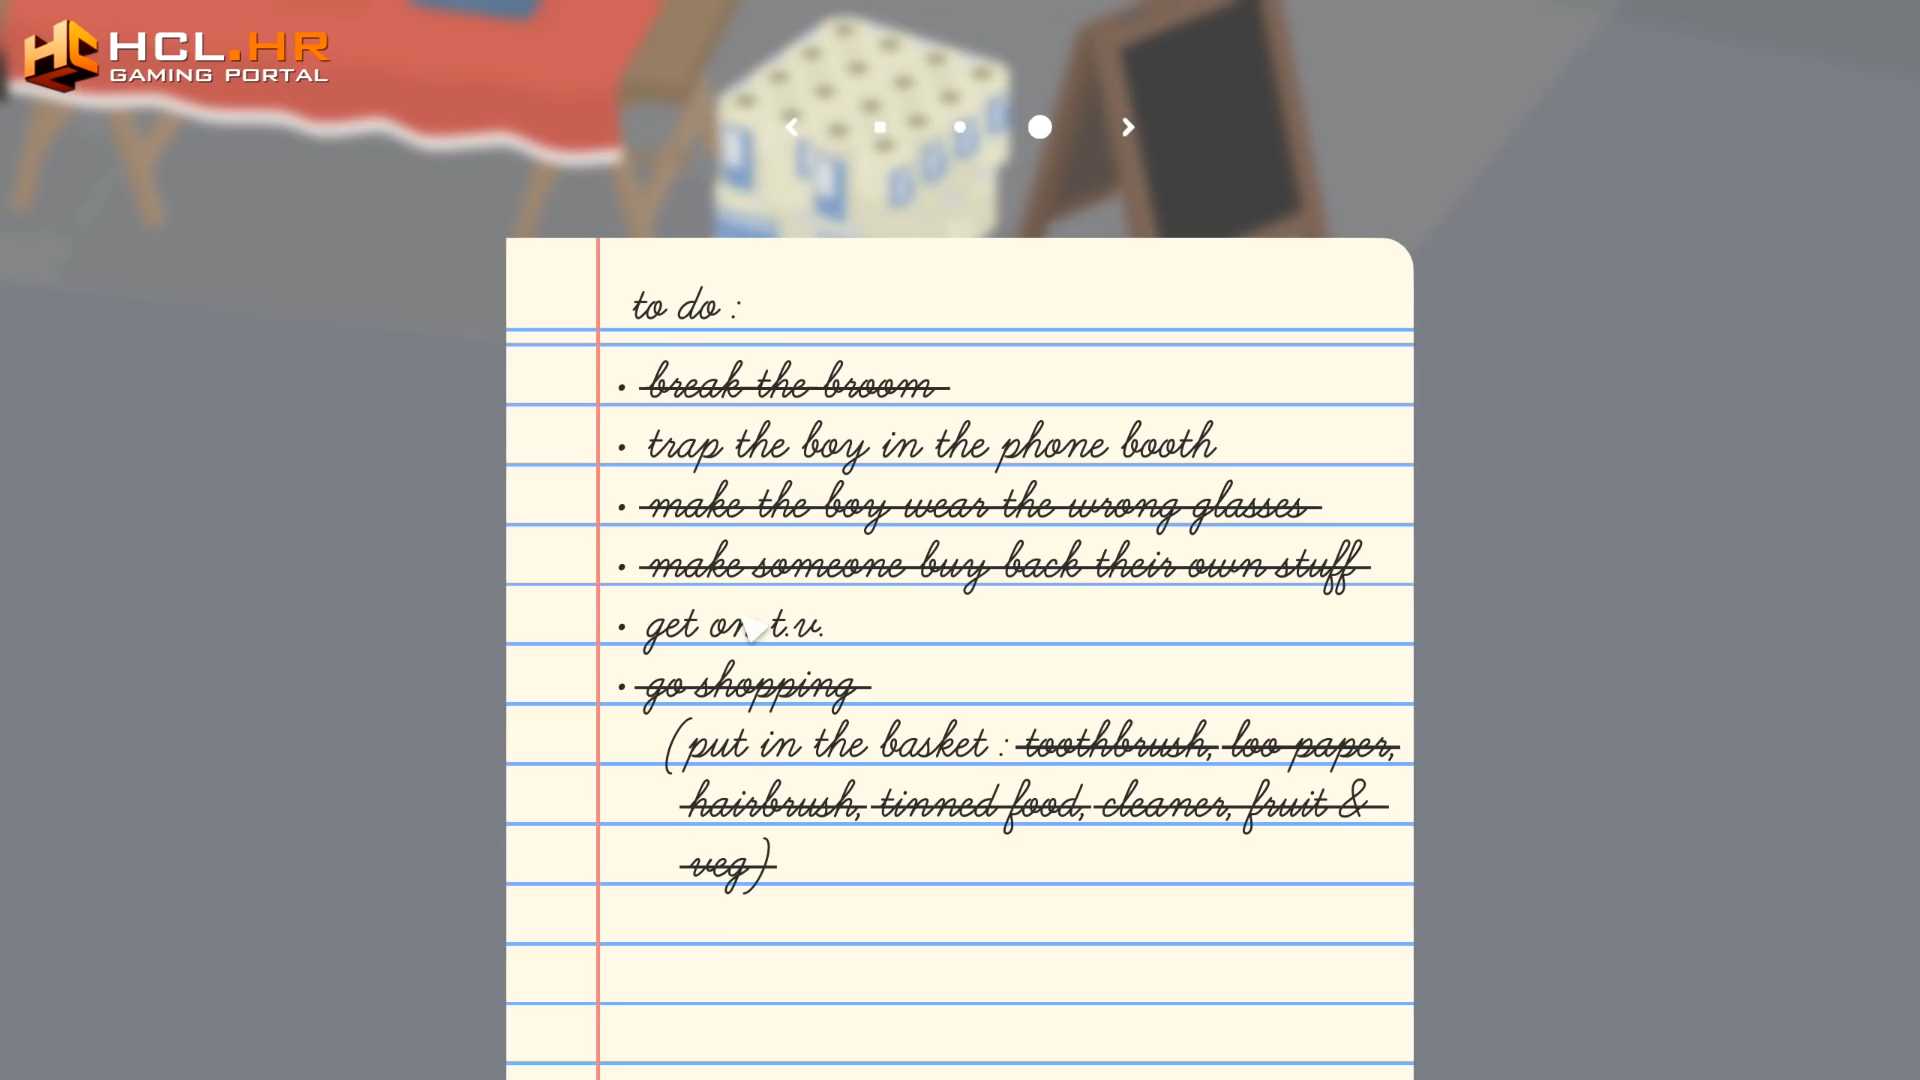 HCL.HR
GAMING PORTAL
to do :
• break the broom
• trap the boy in the phone booth
• make the boy wear the wrong glasses
• make someone buy back their own stuff
• get on t.v.
• go shopping
(put in the basket : toothbrush, loo paper,
hairbrush, tinned food, cleaner, fruit &
veg)